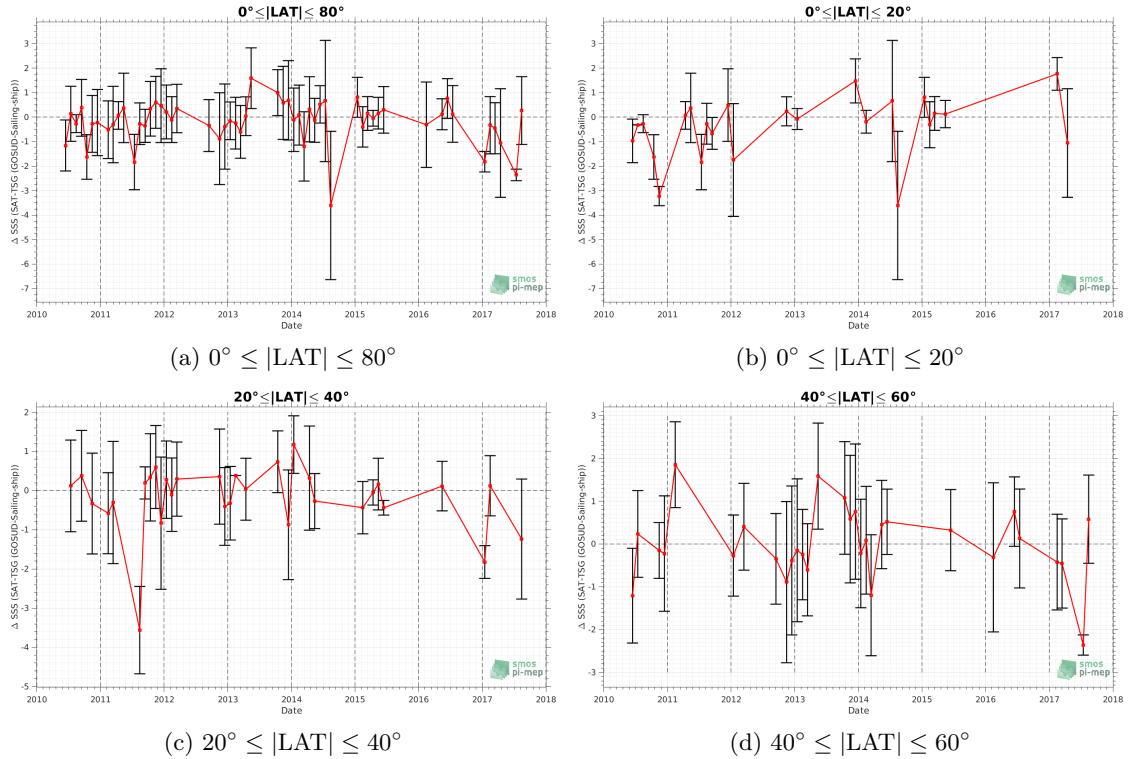 0°≤|LAT|≤ 80°
Δ SSS (SAT-TSG (GOSUD-Sailing-ship))
3
2
1
0
-1
-2
-3
-4
-5
-6
-7
2010 2011 2012 2013 2014 2015 2016 2017 2018
Date
smos
pi-mep
(a) 0° ≤ |LAT| ≤ 80°
0°≤|LAT|≤ 20°
Δ SSS (SAT-TSG (GOSUD-Sailing-ship))
3
2
1
0
-1
-2
-3
-4
-5
-6
-7
2010 2011 2012 2013 2014 2015 2016 2017 2018
Date
smos
pi-mep
(b) 0° ≤ |LAT| ≤ 20°
20°≤|LAT|≤ 40°
Δ SSS (SAT-TSG (GOSUD-Sailing-ship))
2
1
0
-1
-2
-3
-4
-5
2010 2011 2012 2013 2014 2015 2016 2017 2018
Date
smos
pi-mep
(c) 20° ≤ |LAT| ≤ 40°
40°≤|LAT|≤ 60°
Δ SSS (SAT-TSG (GOSUD-Sailing-ship))
3
2
1
0
-1
-2
-3
2010 2011 2012 2013 2014 2015 2016 2017 2018
Date
smos
pi-mep
(d) 40° ≤ |LAT| ≤ 60°